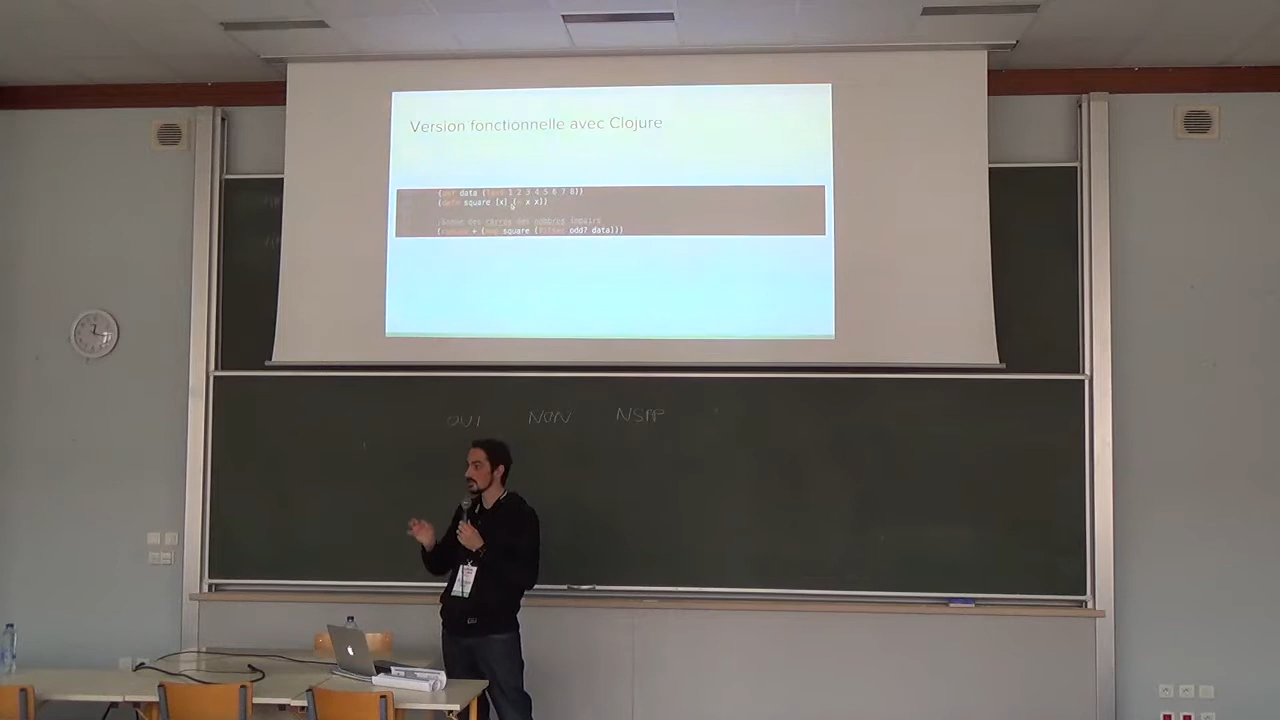 Version fonctionnelle avec Clojure
(def data (list 1 2 3 4 5 6 7 8))
(defn square [x] (* x x))
;Somme des carrés des nombres impairs
(reduce + (map square (filter odd? data)))
OUI NON NSPP